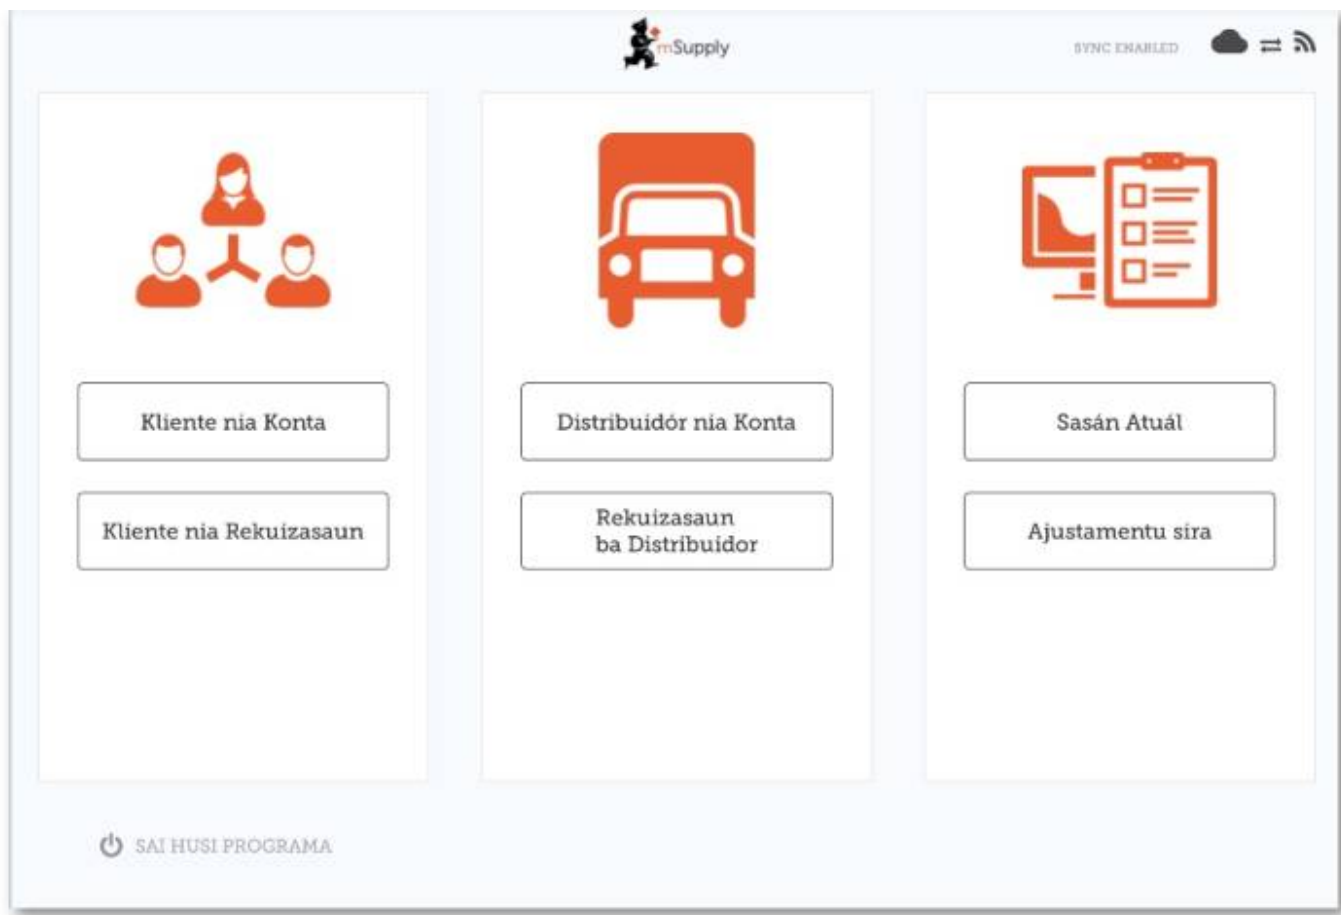 mSupply
SYNC ENABLED
Kliente nia Konta
Kliente nia Rekuizasaun
Distribuidór nia Konta
Rekuizasaun
ba Distribuidor
Sasán Atuál
Ajustamentu sira
SAI HUSI PROGRAMA